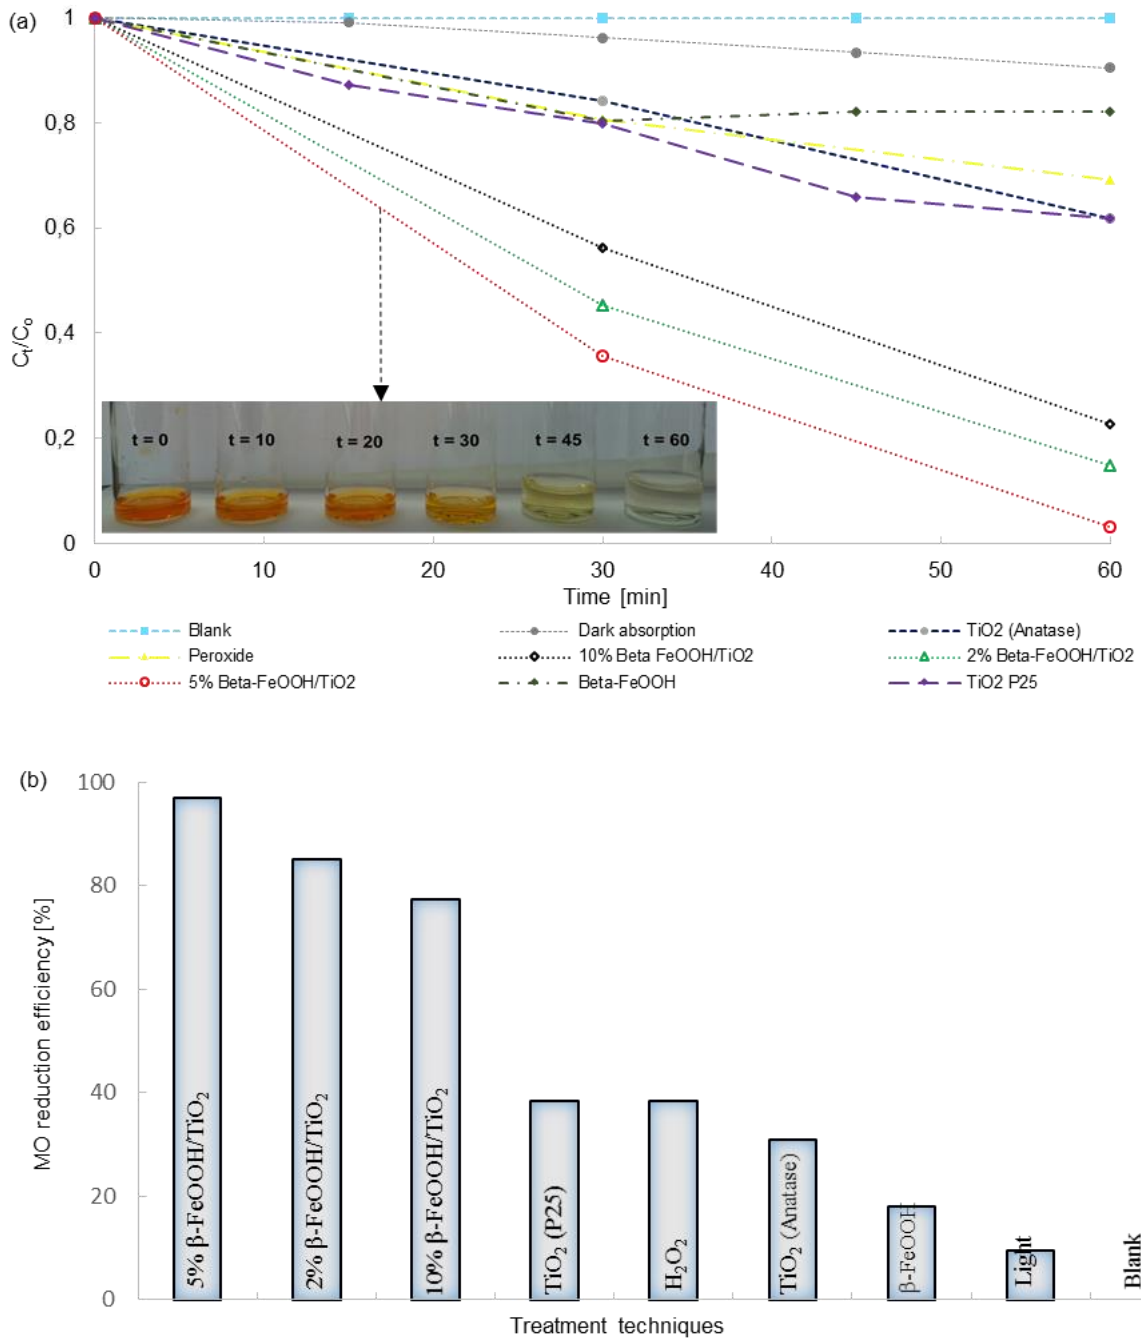 (a)
1
0,8
0,6
0,4
0,2
0
Cₜ/Cₒ
t = 0 t = 10 t = 20 t = 30 t = 45 t = 60
0 10 20 30 40 50 60
Time [min]
Blank Dark absorption TiO2 (Anatase)
Peroxide 10% Beta FeOOH/TiO2 2% Beta-FeOOH/TiO2
5% Beta-FeOOH/TiO2 Beta-FeOOH TiO2 P25
(b)
100
80
60
40
20
0
MO reduction efficiency [%]
5% β-FeOOH/TiO₂
2% β-FeOOH/TiO₂
10% β-FeOOH/TiO₂
TiO₂ (P25)
H₂O₂
TiO₂ (Anatase)
β-FeOOH
Light
Blank
Treatment techniques